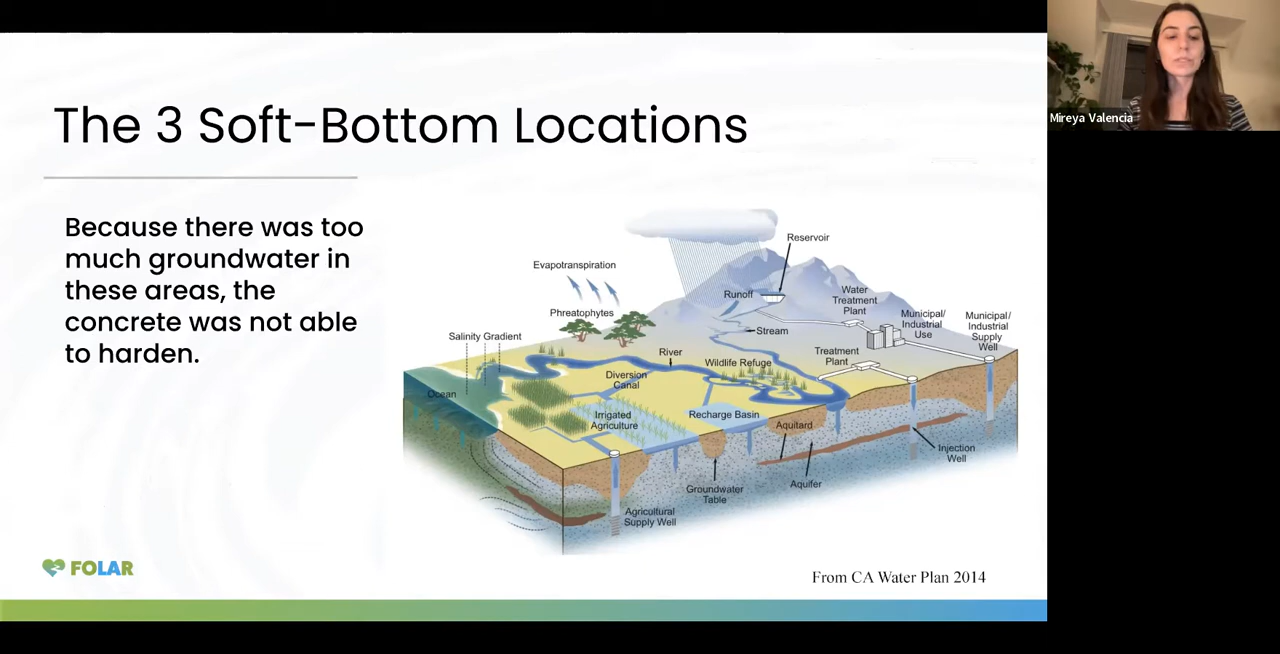 The 3 Soft-Bottom Locations
Because there was too
much groundwater in
these areas, the
concrete was not able
to harden.
Reservoir
Evapotranspiration
Runoff
Water
Treatment
Plant
Phreatophytes
Municipal/
Industrial
Use
Municipal/
Industrial
Supply
Well
Stream
Salinity Gradient
River
Wildlife Refuge
Treatment
Plant
Diversion
Canal
Ocean
Irrigated
Agriculture
Recharge Basin
Aquitard
Injection
Well
Groundwater
Table
Aquifer
Agricultural
Supply Well
FOLAR
From CA Water Plan 2014
Mireya Valencia